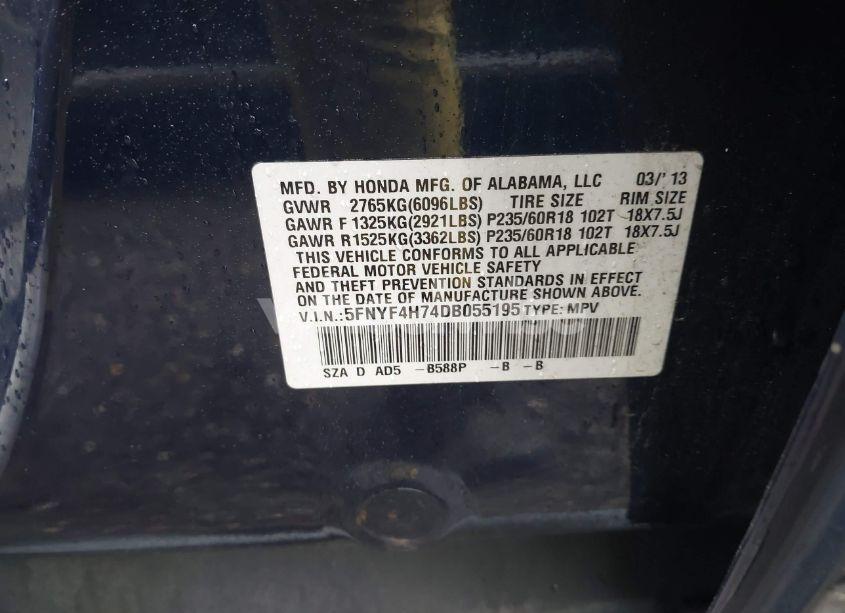 MFD. BY HONDA MFG. OF ALABAMA, LLC 03/'13
GVWR 2765KG(6096LBS) TIRE SIZE RIM SIZE
GAWR F 1325KG(2921LBS) P235/60R18 102T 18X7.5J
GAWR R1525KG(3362LBS) P235/60R18 102T 18X7.5J
THIS VEHICLE CONFORMS TO ALL APPLICABLE
FEDERAL MOTOR VEHICLE SAFETY
AND THEFT PREVENTION STANDARDS IN EFFECT
ON THE DATE OF MANUFACTURE SHOWN ABOVE.
V.I.N.:5FNYF4H74DB055195 TYPE: MPV
SZA D AD5 -B588P -B -B